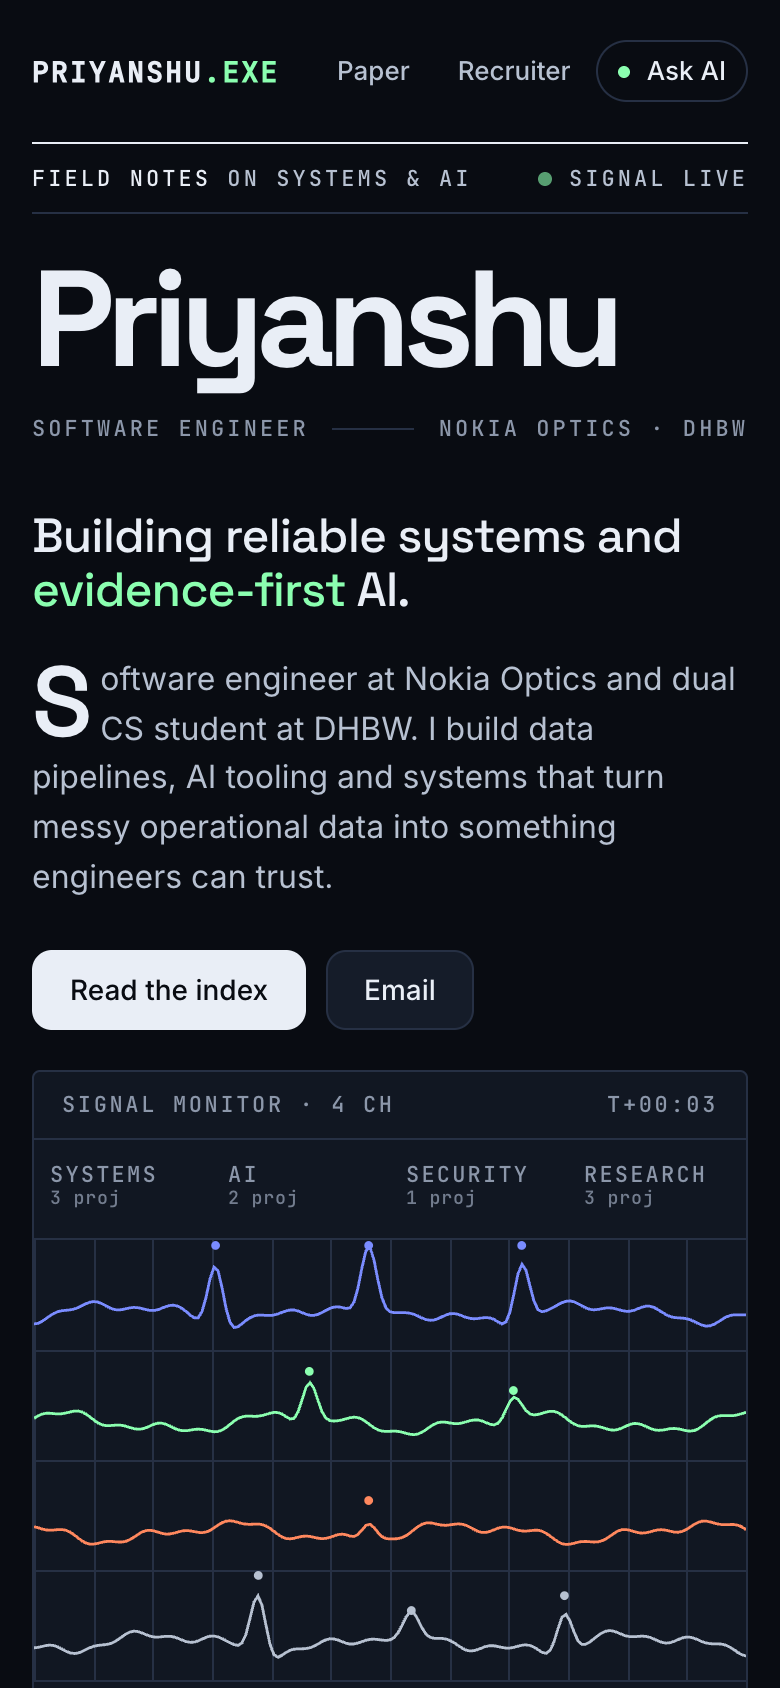 PRIYANSHU.EXE Paper Recruiter Ask AI
FIELD NOTES ON SYSTEMS & AI SIGNAL LIVE
Priyanshu
SOFTWARE ENGINEER NOKIA OPTICS · DHBW
Building reliable systems and
evidence-first AI.
Software engineer at Nokia Optics and dual
CS student at DHBW. I build data
pipelines, AI tooling and systems that turn
messy operational data into something
engineers can trust.
Read the index Email
SIGNAL MONITOR · 4 CH T+00:03
SYSTEMS AI SECURITY RESEARCH
3 proj 2 proj 1 proj 3 proj